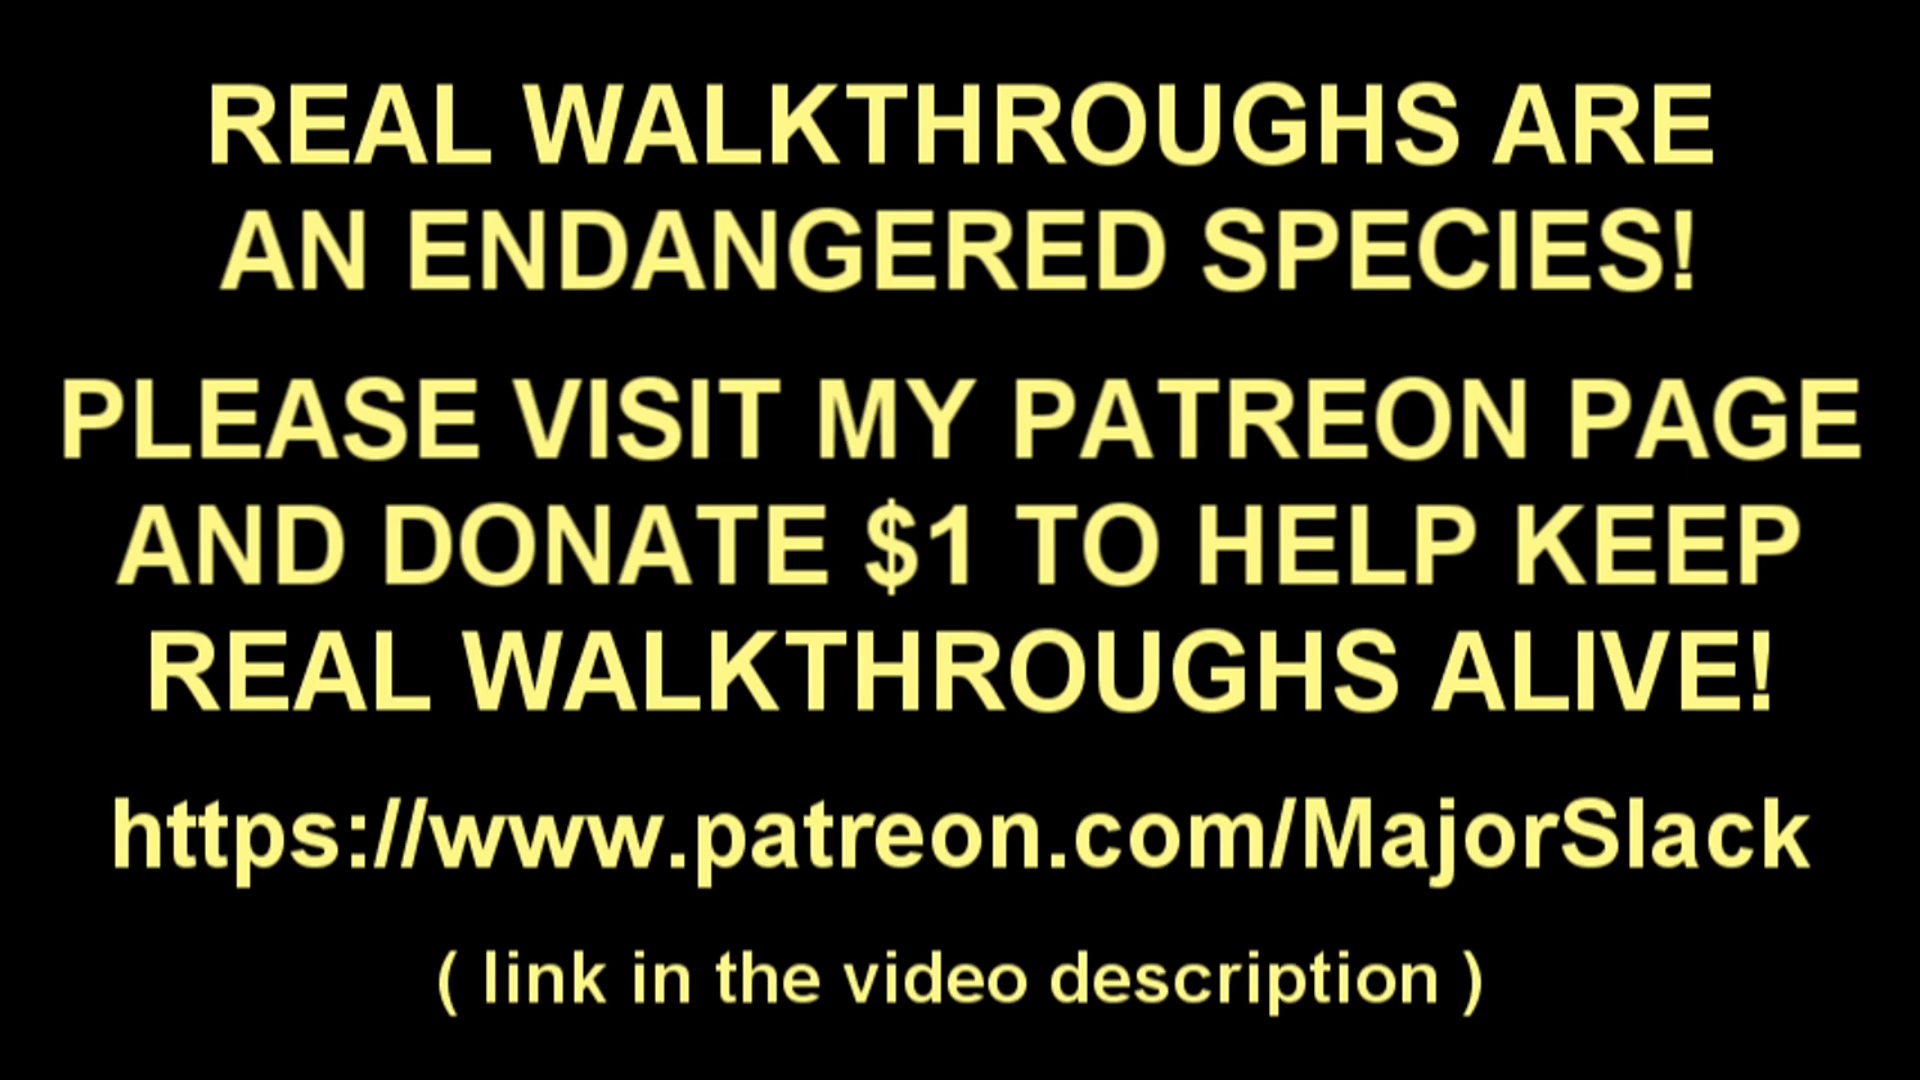 REAL WALKTHROUGHS ARE
AN ENDANGERED SPECIES!
PLEASE VISIT MY PATREON PAGE
AND DONATE $1 TO HELP KEEP
REAL WALKTHROUGHS ALIVE!
https://www.patreon.com/MajorSlack
( link in the video description )